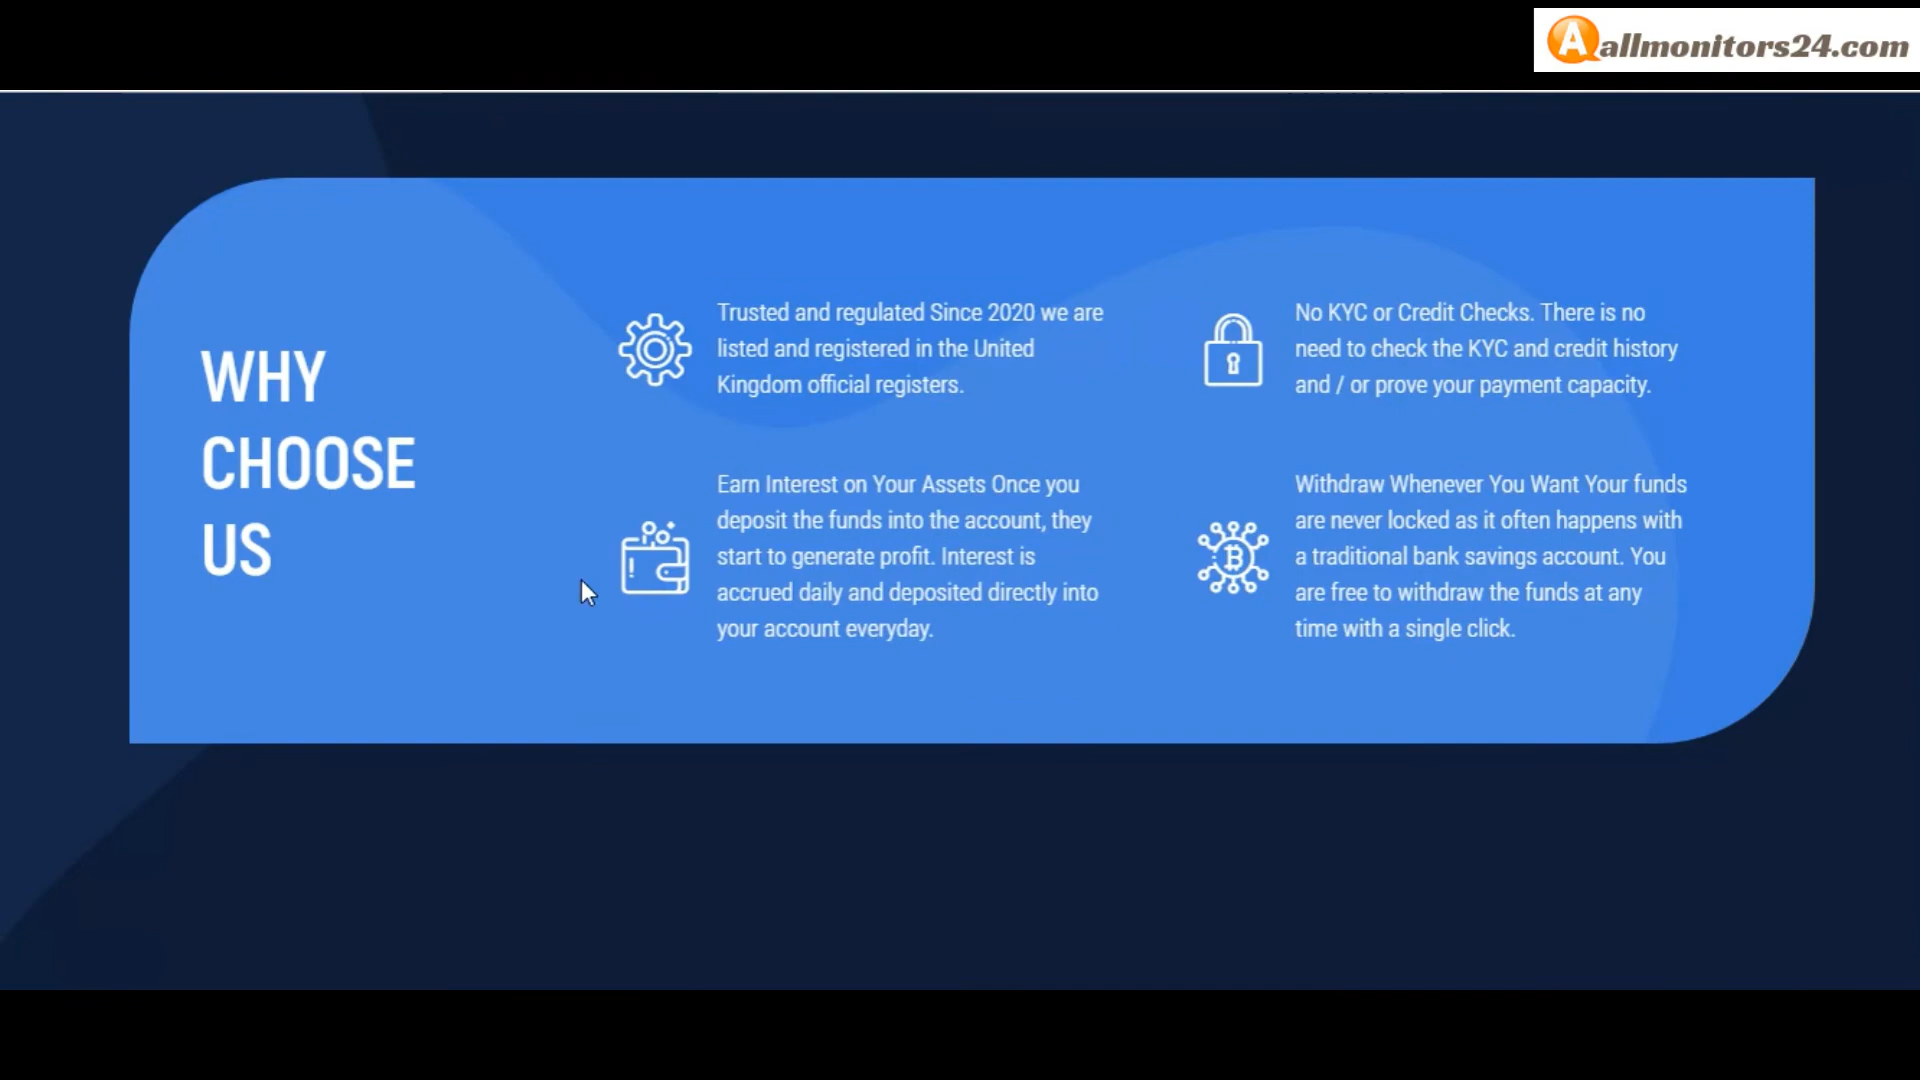 Aallmonitors24.com
WHY
CHOOSE
US
Trusted and regulated Since 2020 we are
listed and registered in the United
Kingdom official registers.
No KYC or Credit Checks. There is no
need to check the KYC and credit history
and / or prove your payment capacity.
Earn Interest on Your Assets Once you
deposit the funds into the account, they
start to generate profit. Interest is
accrued daily and deposited directly into
your account everyday.
Withdraw Whenever You Want Your funds
are never locked as it often happens with
a traditional bank savings account. You
are free to withdraw the funds at any
time with a single click.